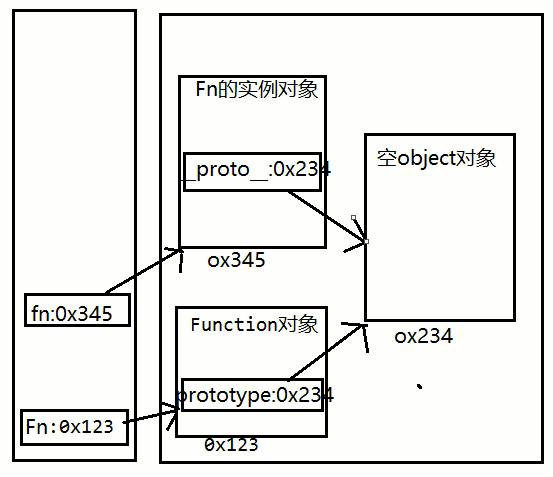 Fn的实例对象
__proto__:0x234
空object对象
ox345
fn:0x345
Function对象
ox234
prototype:0x234
Fn:0x123
0x123